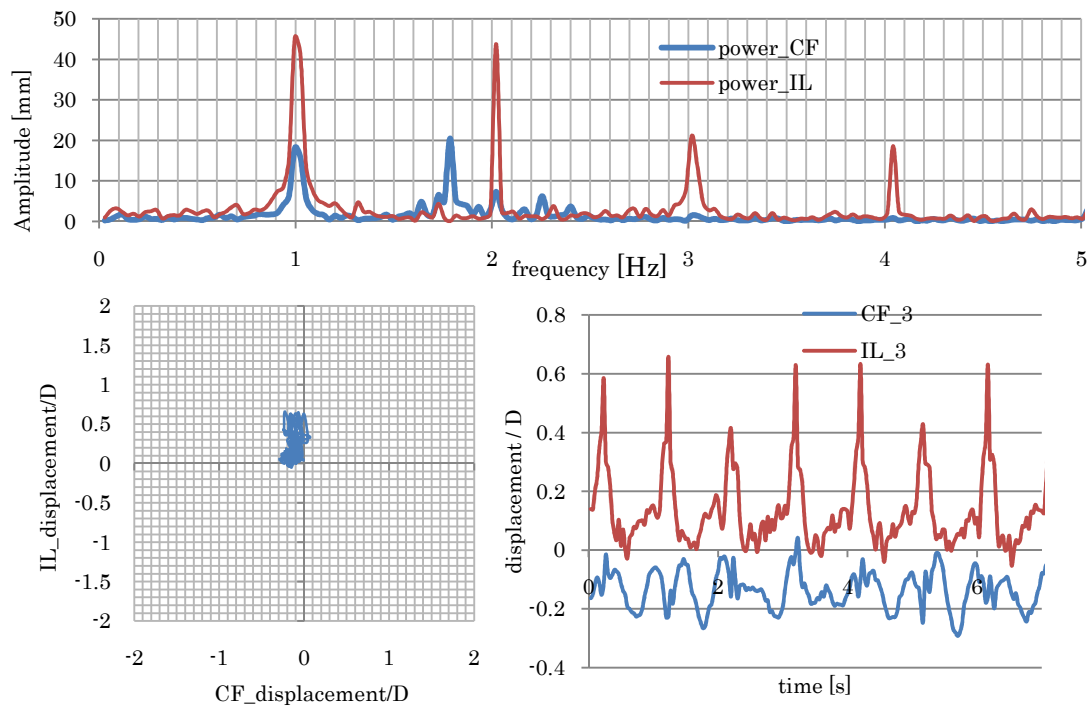 50
40
30
20
10
0
Amplitude [mm]
power_CF
power_IL
0 1 2 3 4 5
frequency [Hz]
2
1.5
1
0.5
0
-0.5
-1
-1.5
-2
IL_displacement/D
-2 -1 0 1 2
CF_displacement/D
0.8
0.6
0.4
0.2
0
-0.2
-0.4
displacement / D
CF_3
IL_3
0 2 4 6
time [s]